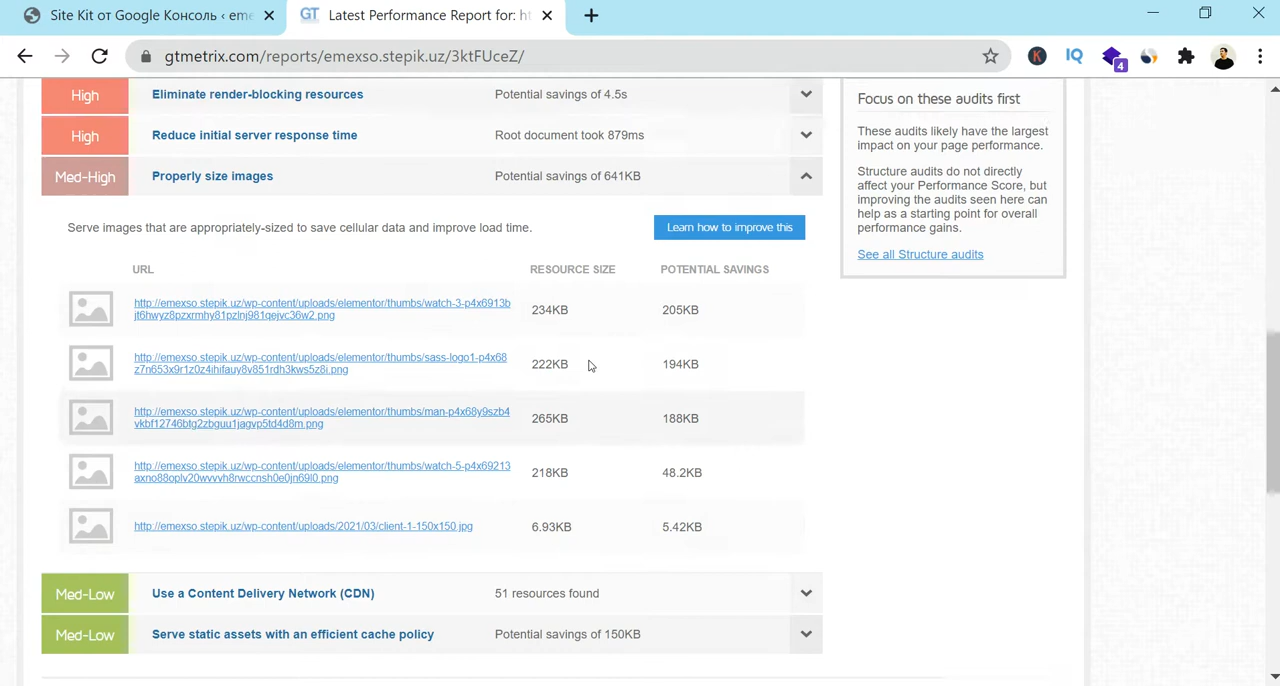 Site Kit от Google Консоль ‹ eme
GT
Latest Performance Report for: ht
gtmetrix.com/reports/emexso.stepik.uz/3ktFUceZ/
K
IQ
4
High
Eliminate render-blocking resources
Potential savings of 4.5s
High
Reduce initial server response time
Root document took 879ms
Med-High
Properly size images
Potential savings of 641KB
Serve images that are appropriately-sized to save cellular data and improve load time.
Learn how to improve this
URL
RESOURCE SIZE
POTENTIAL SAVINGS
http://emexso.stepik.uz/wp-content/uploads/elementor/thumbs/watch-3-p4x6913b
jt6hwyz8pzxrmhy81pzlnj981qejvc36w2.png
234KB
205KB
http://emexso.stepik.uz/wp-content/uploads/elementor/thumbs/sass-logo1-p4x68
z7n653x9r1z0z4ihifauy8v851rdh3kws5z8i.png
222KB
194KB
http://emexso.stepik.uz/wp-content/uploads/elementor/thumbs/man-p4x68y9szb4
vkbf12746btg2zbguu1jagvp5td4d8m.png
265KB
188KB
http://emexso.stepik.uz/wp-content/uploads/elementor/thumbs/watch-5-p4x69213
axno88oplv20wvvvh8rwccnsh0e0jn69l0.png
218KB
48.2KB
http://emexso.stepik.uz/wp-content/uploads/2021/03/client-1-150x150.jpg
6.93KB
5.42KB
Med-Low
Use a Content Delivery Network (CDN)
51 resources found
Med-Low
Serve static assets with an efficient cache policy
Potential savings of 150KB
Focus on these audits first
These audits likely have the largest
impact on your page performance.
Structure audits do not directly
affect your Performance Score, but
improving the audits seen here can
help as a starting point for overall
performance gains.
See all Structure audits